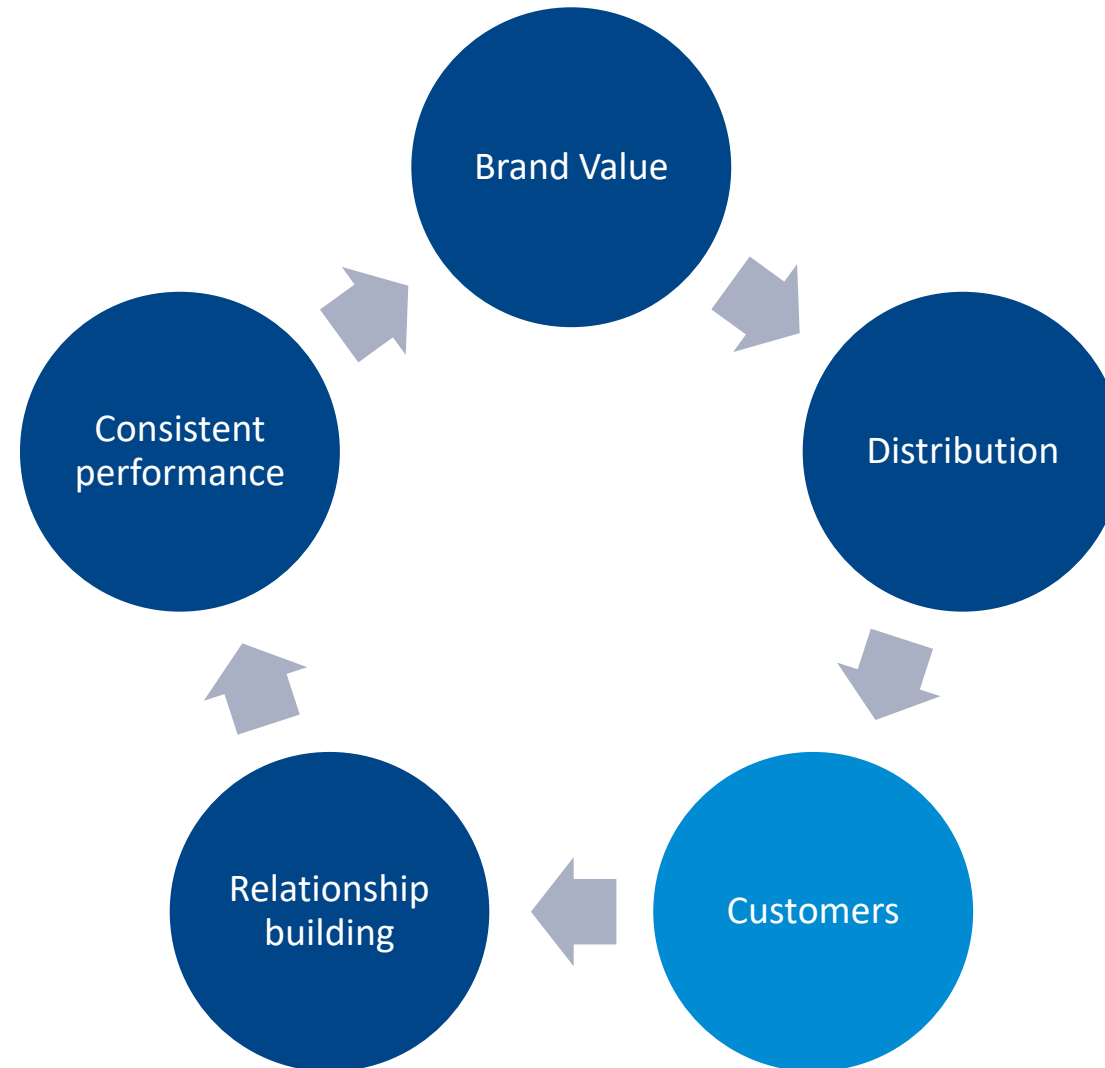 Brand Value
Distribution
Customers
Relationship
building
Consistent
performance